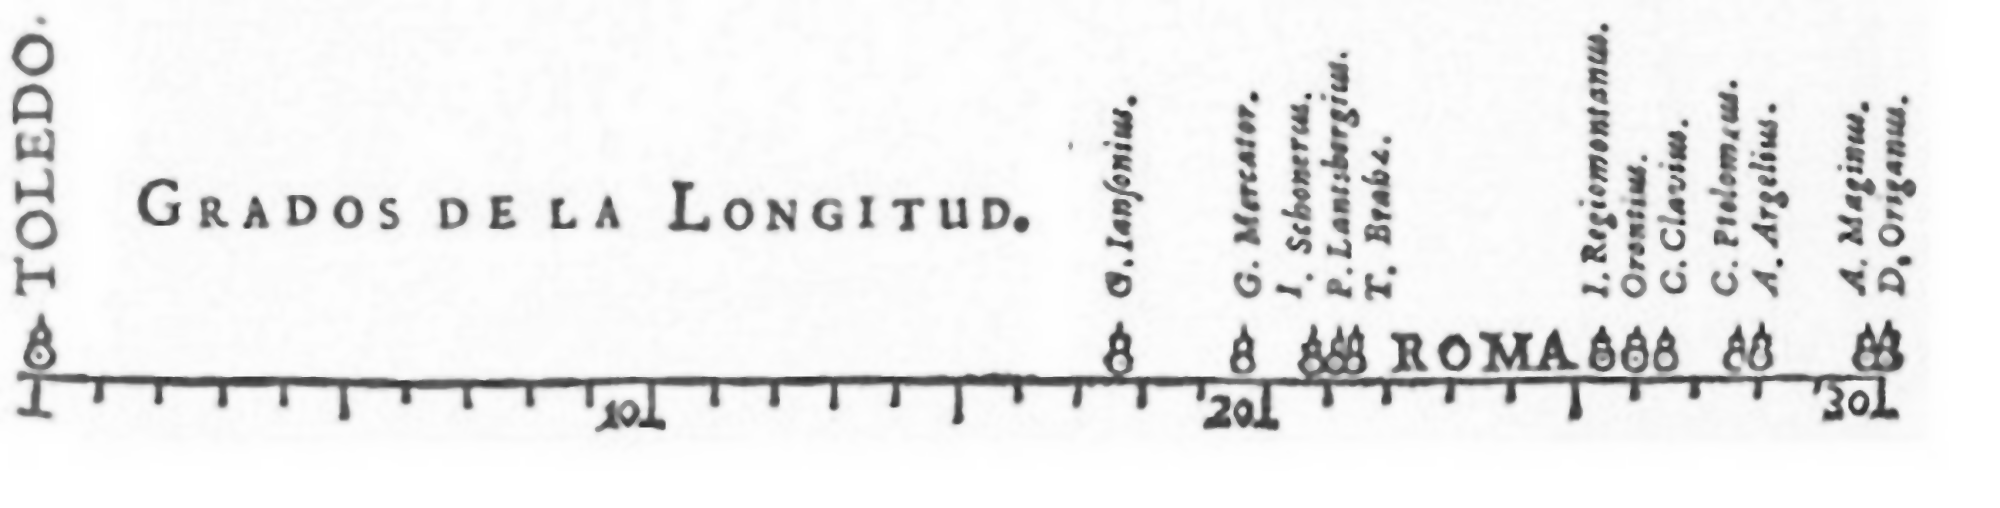 TOLEDO.
GRADOS DE LA LONGITUD.
G. Ianſonius.
G. Mercator.
I. Schonerus.
P. Lantsbergius.
T. Brahe.
ROMA
I. Regiomontanus.
Orontius.
C. Clavius.
C. Ptolomæus.
A. Argelius.
A. Maginus.
D. Origanus.
10
20
30